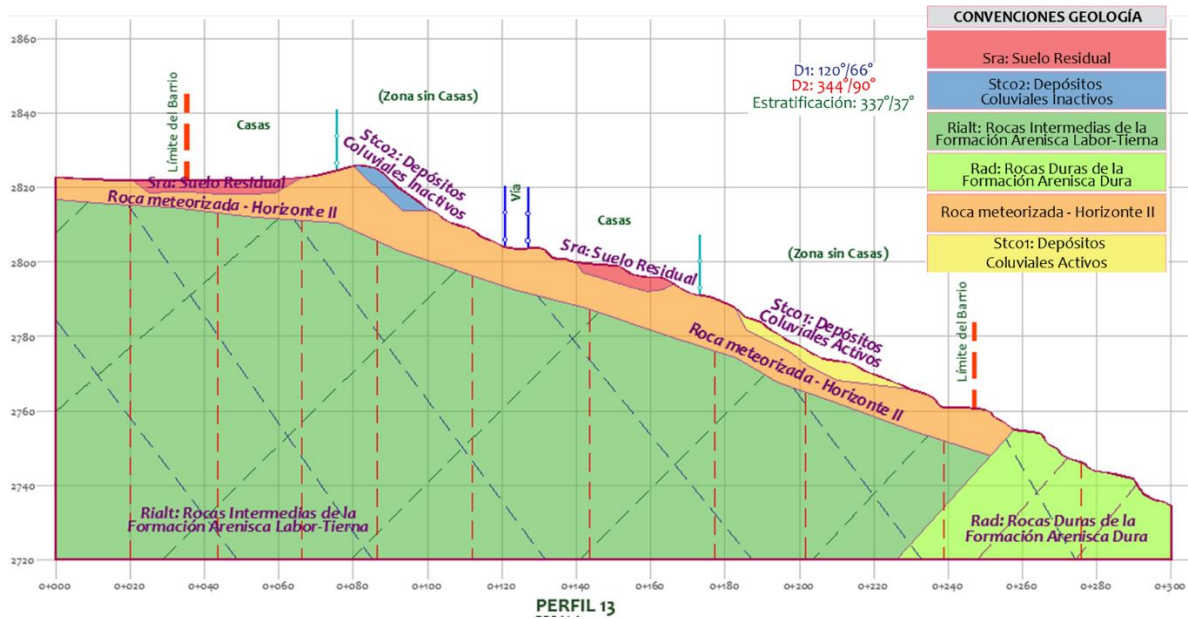 CONVENCIONES GEOLOGÍA
Sra: Suelo Residual
Stco2: Depósitos
Coluviales Inactivos
Rialt: Rocas Intermedias de la
Formación Arenisca Labor-Tierna
Rad: Rocas Duras de la
Formación Arenisca Dura
Roca meteorizada - Horizonte II
Stco1: Depósitos
Coluviales Activos
D1: 120°/66°
D2: 344°/90°
Estratificación: 337°/37°
2860
2840
2820
2800
2780
2760
2740
2720
Límite del Barrio
Casas
(Zona sin Casas)
Stco2: Depósitos
Coluviales Inactivos
Vía
Casas
(Zona sin Casas)
Límite del Barrio
Sra: Suelo Residual
Roca meteorizada - Horizonte II
Sra: Suelo Residual
Stco1: Depósitos
Coluviales Activos
Roca meteorizada - Horizonte II
Rialt: Rocas Intermedias de la
Formación Arenisca Labor-Tierna
Rad: Rocas Duras de la
Formación Arenisca Dura
0+000 0+020 0+040 0+060 0+080 0+100 0+120 0+140 0+160 0+180 0+200 0+220 0+240 0+260 0+280 0+300
PERFIL 13